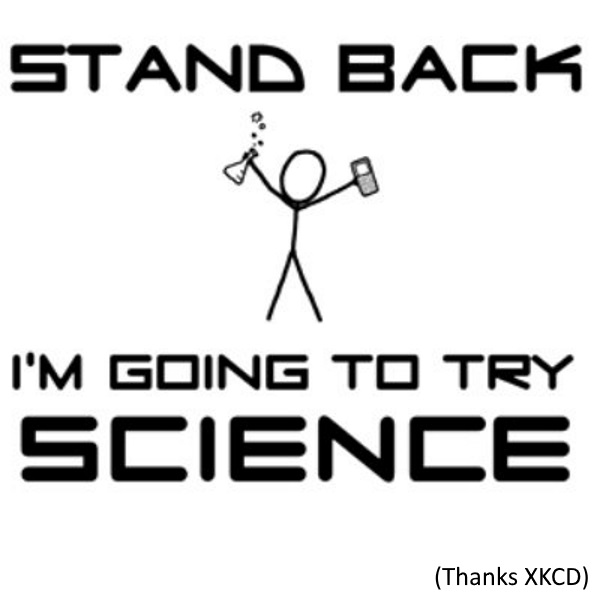 STAND BACK
I'M GOING TO TRY
SCIENCE
(Thanks XKCD)